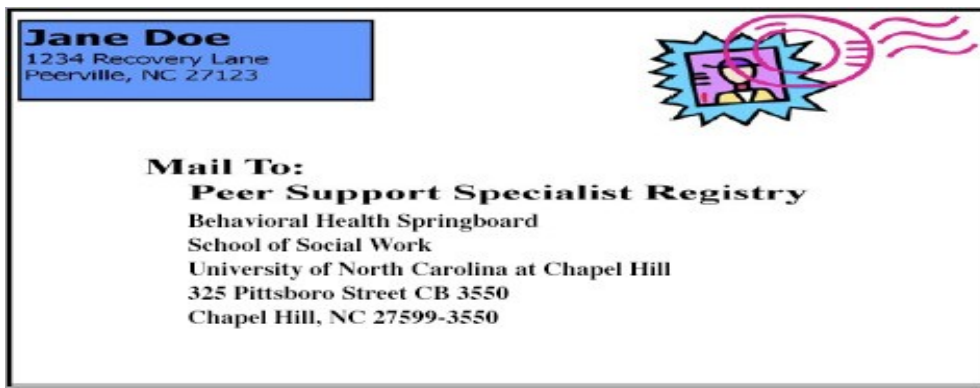 Jane Doe
1234 Recovery Lane
Peerville, NC 27123
Mail To:
Peer Support Specialist Registry
Behavioral Health Springboard
School of Social Work
University of North Carolina at Chapel Hill
325 Pittsboro Street CB 3550
Chapel Hill, NC 27599-3550